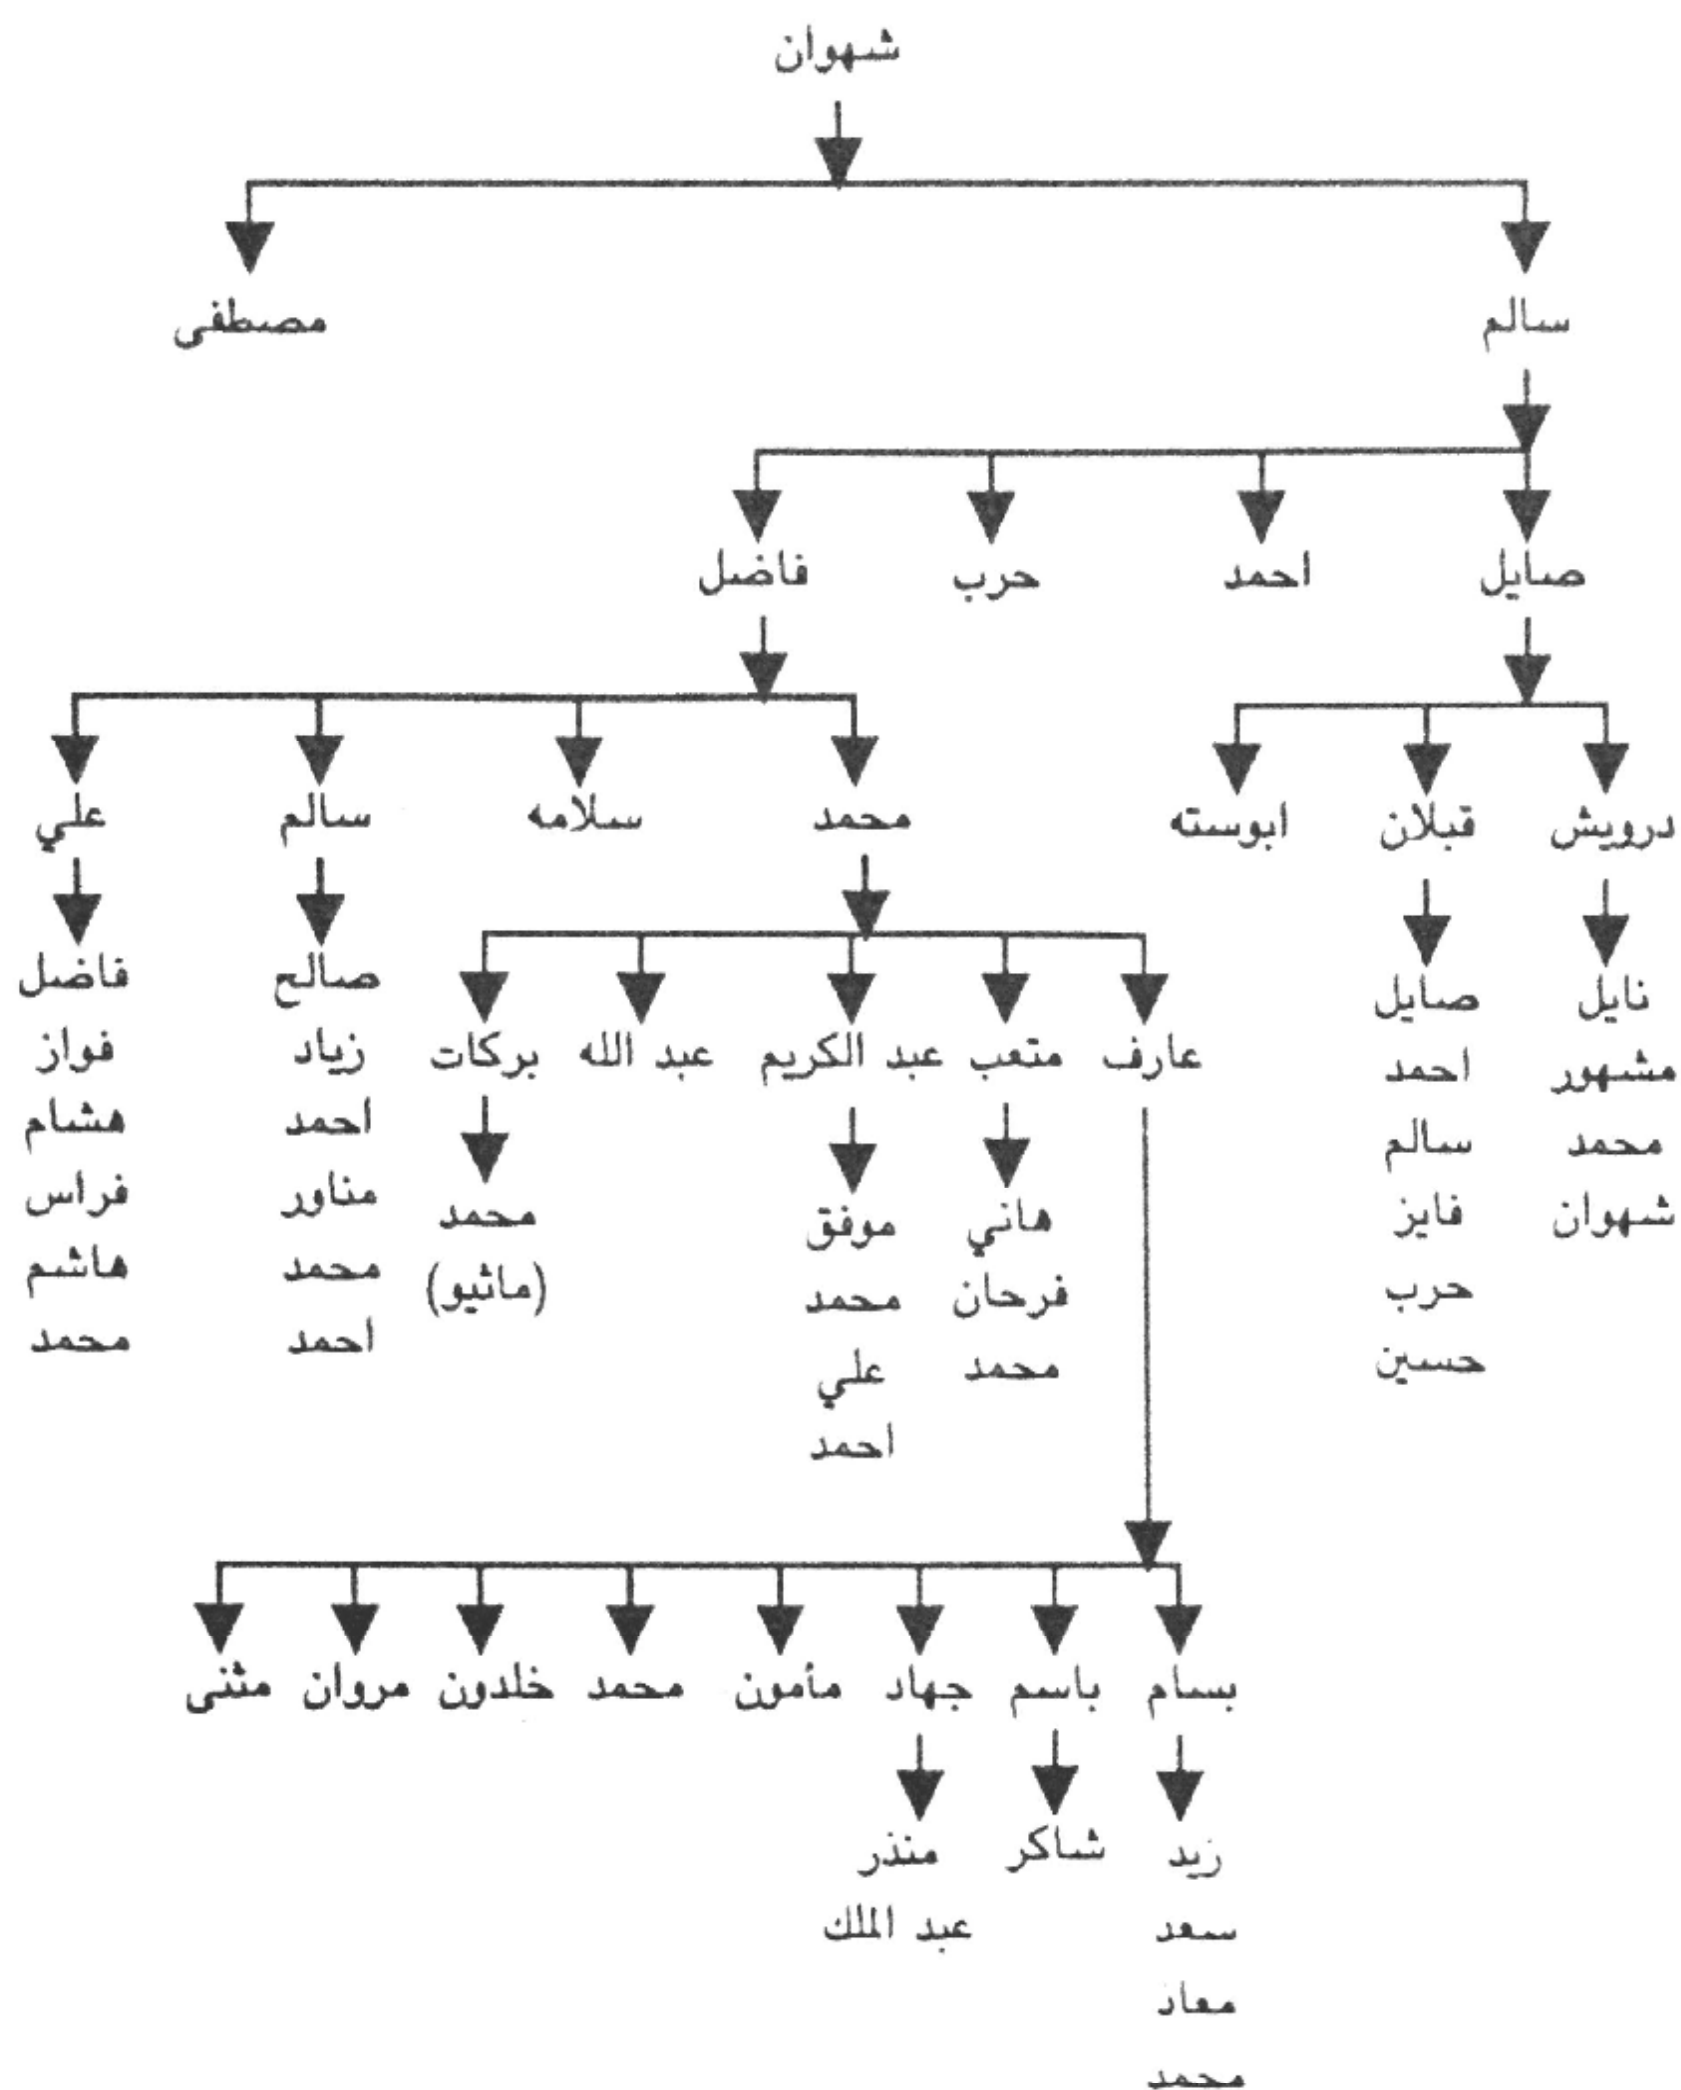 شهوان
سالم مصطفى
صايل احمد حرب فاضل
درويش قبلان ابوسته محمد سلامه سالم علي
نايل صايل صالح فاضل
عارف متعب عبد الكريم عبد الله بركات زياد فواز
مشهور احمد احمد هشام
محمد سالم مناور فراس
شهوان فايز هاني موفق محمد محمد هاشم
حرب فرحان محمد (ماثيو) احمد محمد
حسين محمد علي
احمد
بسام باسم جهاد مأمون محمد خلدون مروان مثنى
زيد شاكر منذر
سعد عبد الملك
معاذ
محمد